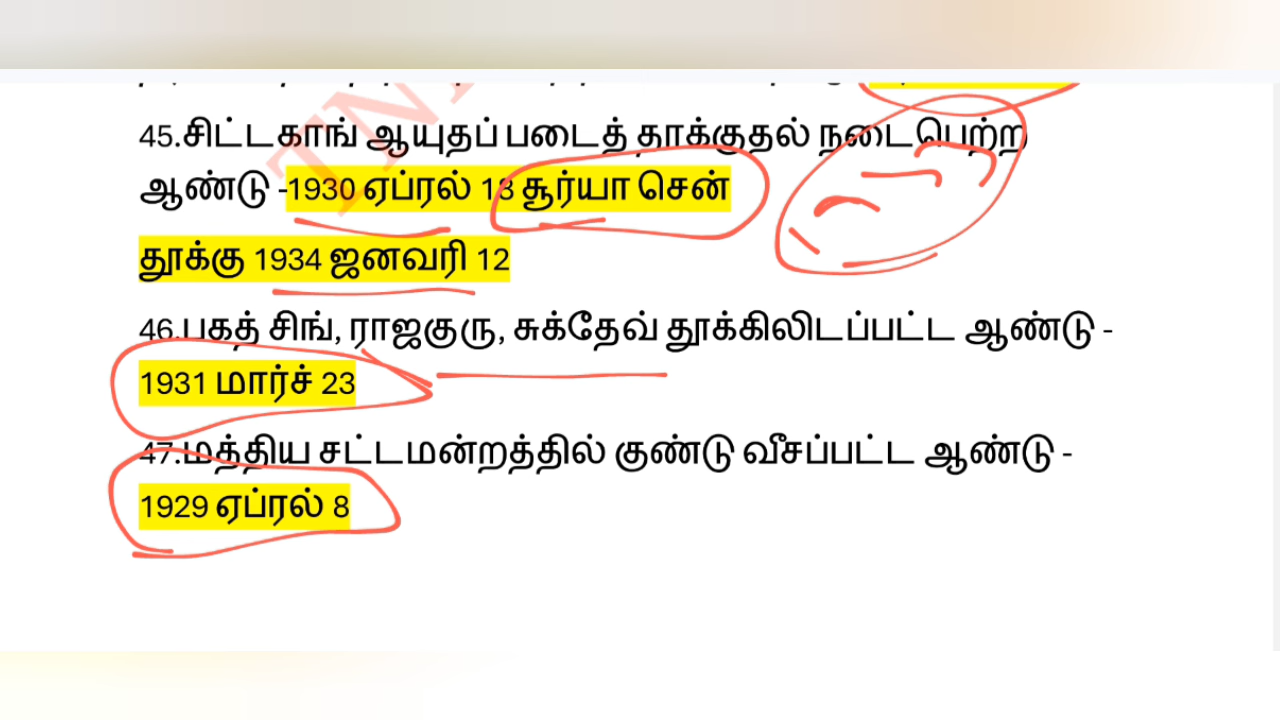 TNP
45.சிட்டகாங் ஆயுதப் படைத் தாக்குதல் நடைபெற்ற
ஆண்டு -1930 ஏப்ரல் 18 சூர்யா சென்
தூக்கு 1934 ஜனவரி 12
46.பகத் சிங், ராஜகுரு, சுக்தேவ் தூக்கிலிடப்பட்ட ஆண்டு -
1931 மார்ச் 23
47.மத்திய சட்டமன்றத்தில் குண்டு வீசப்பட்ட ஆண்டு -
1929 ஏப்ரல் 8